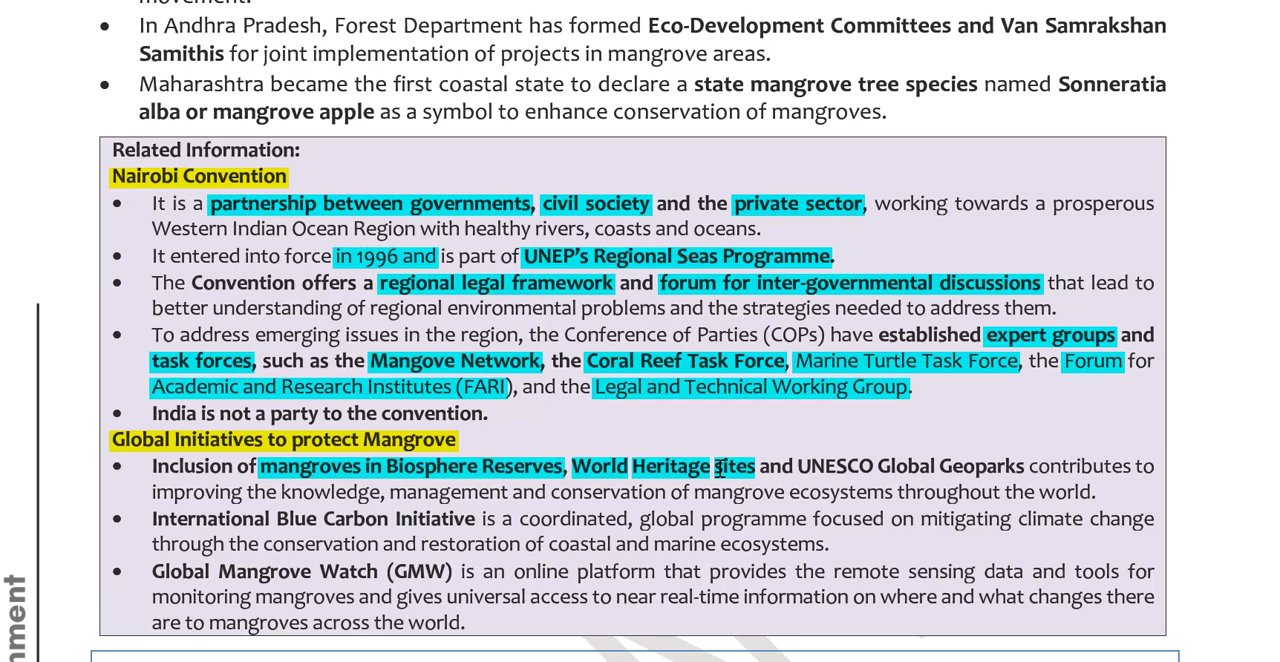 movement.
• In Andhra Pradesh, Forest Department has formed Eco-Development Committees and Van Samrakshan
Samithis for joint implementation of projects in mangrove areas.
• Maharashtra became the first coastal state to declare a state mangrove tree species named Sonneratia
alba or mangrove apple as a symbol to enhance conservation of mangroves.
Related Information:
Nairobi Convention
• It is a partnership between governments, civil society and the private sector, working towards a prosperous
Western Indian Ocean Region with healthy rivers, coasts and oceans.
• It entered into force in 1996 and is part of UNEP’s Regional Seas Programme.
• The Convention offers a regional legal framework and forum for inter-governmental discussions that lead to
better understanding of regional environmental problems and the strategies needed to address them.
• To address emerging issues in the region, the Conference of Parties (COPs) have established expert groups and
task forces, such as the Mangove Network, the Coral Reef Task Force, Marine Turtle Task Force, the Forum for
Academic and Research Institutes (FARI), and the Legal and Technical Working Group.
• India is not a party to the convention.
Global Initiatives to protect Mangrove
• Inclusion of mangroves in Biosphere Reserves, World Heritage sites and UNESCO Global Geoparks contributes to
improving the knowledge, management and conservation of mangrove ecosystems throughout the world.
• International Blue Carbon Initiative is a coordinated, global programme focused on mitigating climate change
through the conservation and restoration of coastal and marine ecosystems.
• Global Mangrove Watch (GMW) is an online platform that provides the remote sensing data and tools for
monitoring mangroves and gives universal access to near real-time information on where and what changes there
are to mangroves across the world.
nment